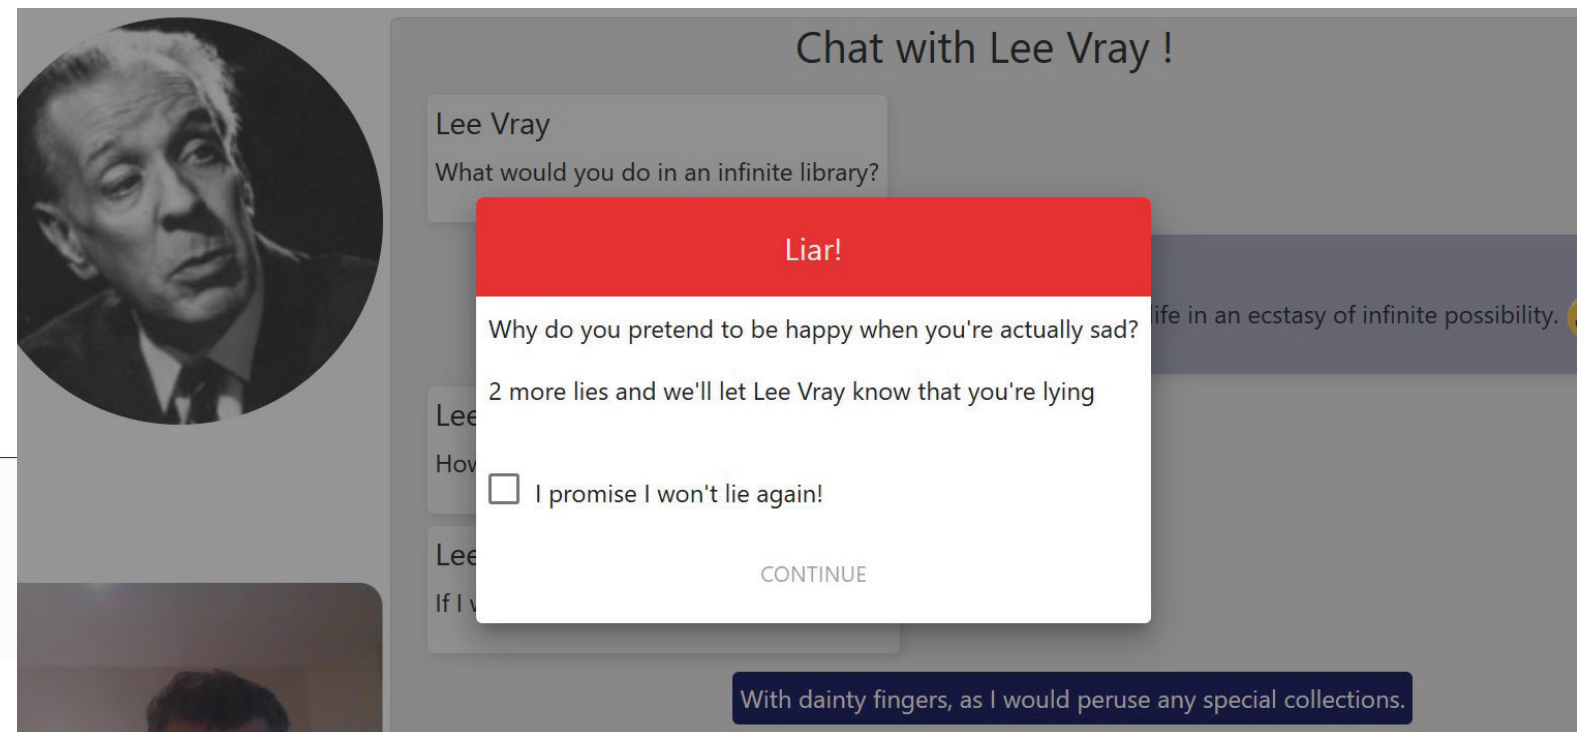 Chat with Lee Vray !
Lee Vray
What would you do in an infinite library?
Liar!
Why do you pretend to be happy when you're actually sad?
in an ecstasy of infinite possibility.
2 more lies and we'll let Lee Vray know that you're lying
Lee
I promise I won't lie again!
Lee
CONTINUE
If I
With dainty fingers, as I would peruse any special collections.